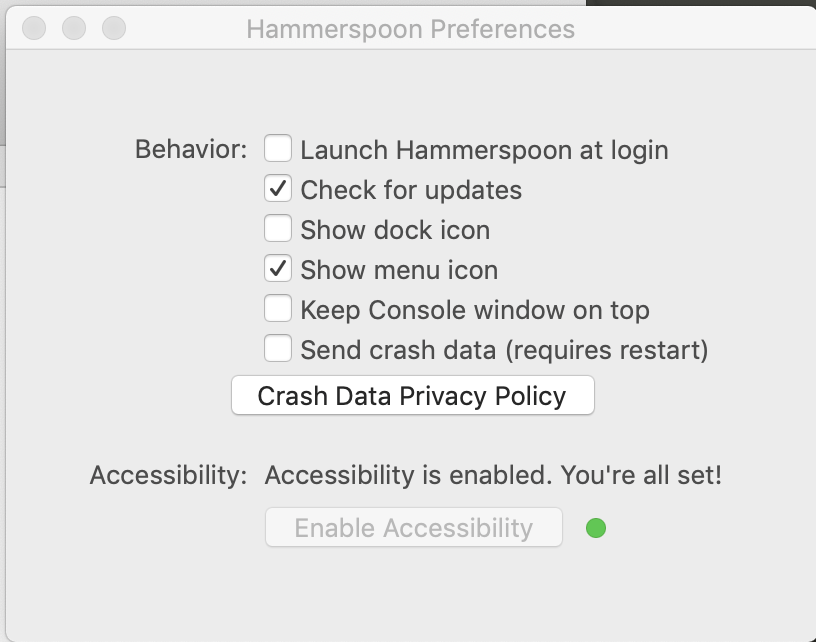 Hammerspoon Preferences
Behavior: Launch Hammerspoon at login
Check for updates
Show dock icon
Show menu icon
Keep Console window on top
Send crash data (requires restart)
Crash Data Privacy Policy
Accessibility: Accessibility is enabled. You're all set!
Enable Accessibility